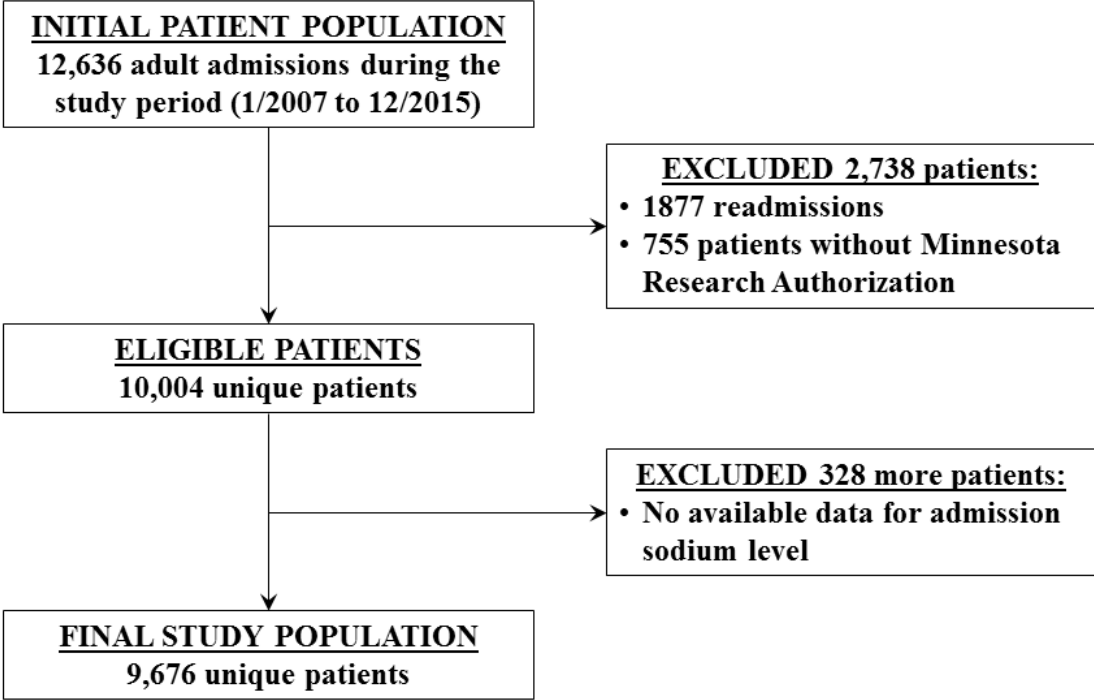 INITIAL PATIENT POPULATION
12,636 adult admissions during the
study period (1/2007 to 12/2015)
EXCLUDED 2,738 patients:
• 1877 readmissions
• 755 patients without Minnesota
Research Authorization
ELIGIBLE PATIENTS
10,004 unique patients
EXCLUDED 328 more patients:
• No available data for admission
sodium level
FINAL STUDY POPULATION
9,676 unique patients